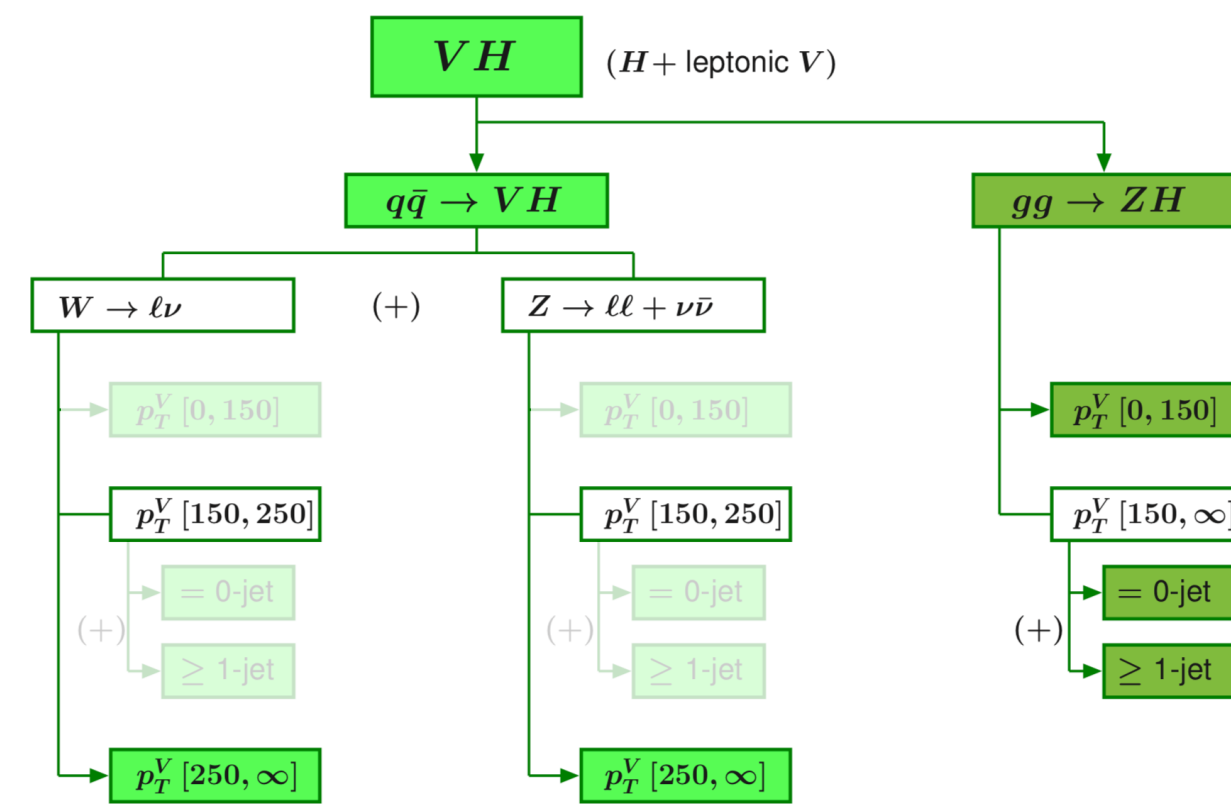 VH (H+ leptonic V)
qq̄ → VH
gg → ZH
W → ℓν (+) Z → ℓℓ + νν̄
p_T^V [0, 150]
p_T^V [0, 150]
p_T^V [0, 150]
p_T^V [150, 250]
p_T^V [150, 250]
p_T^V [150, ∞]
= 0-jet
= 0-jet
= 0-jet
(+)
(+)
(+)
≥ 1-jet
≥ 1-jet
≥ 1-jet
p_T^V [250, ∞]
p_T^V [250, ∞]